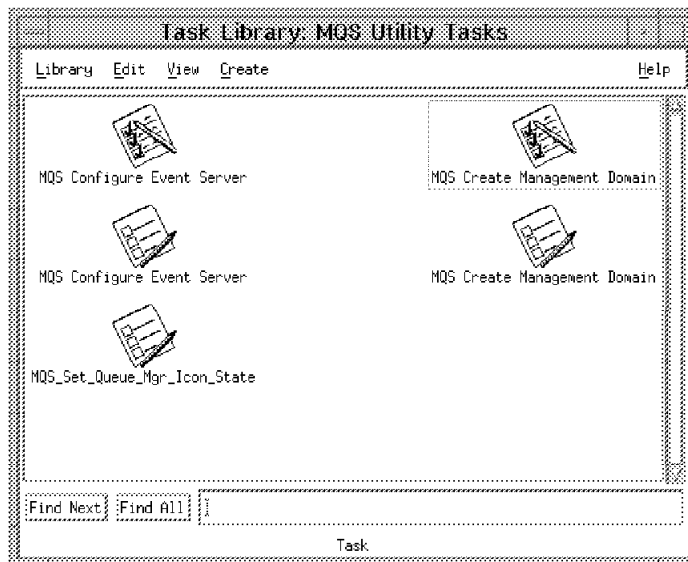 Task Library: MQS Utility Tasks
Library Edit View Create Help
MQS Configure Event Server MQS Create Management Domain
MQS Configure Event Server MQS Create Management Domain
MQS_Set_Queue_Mgr_Icon_State
Find Next Find All
Task